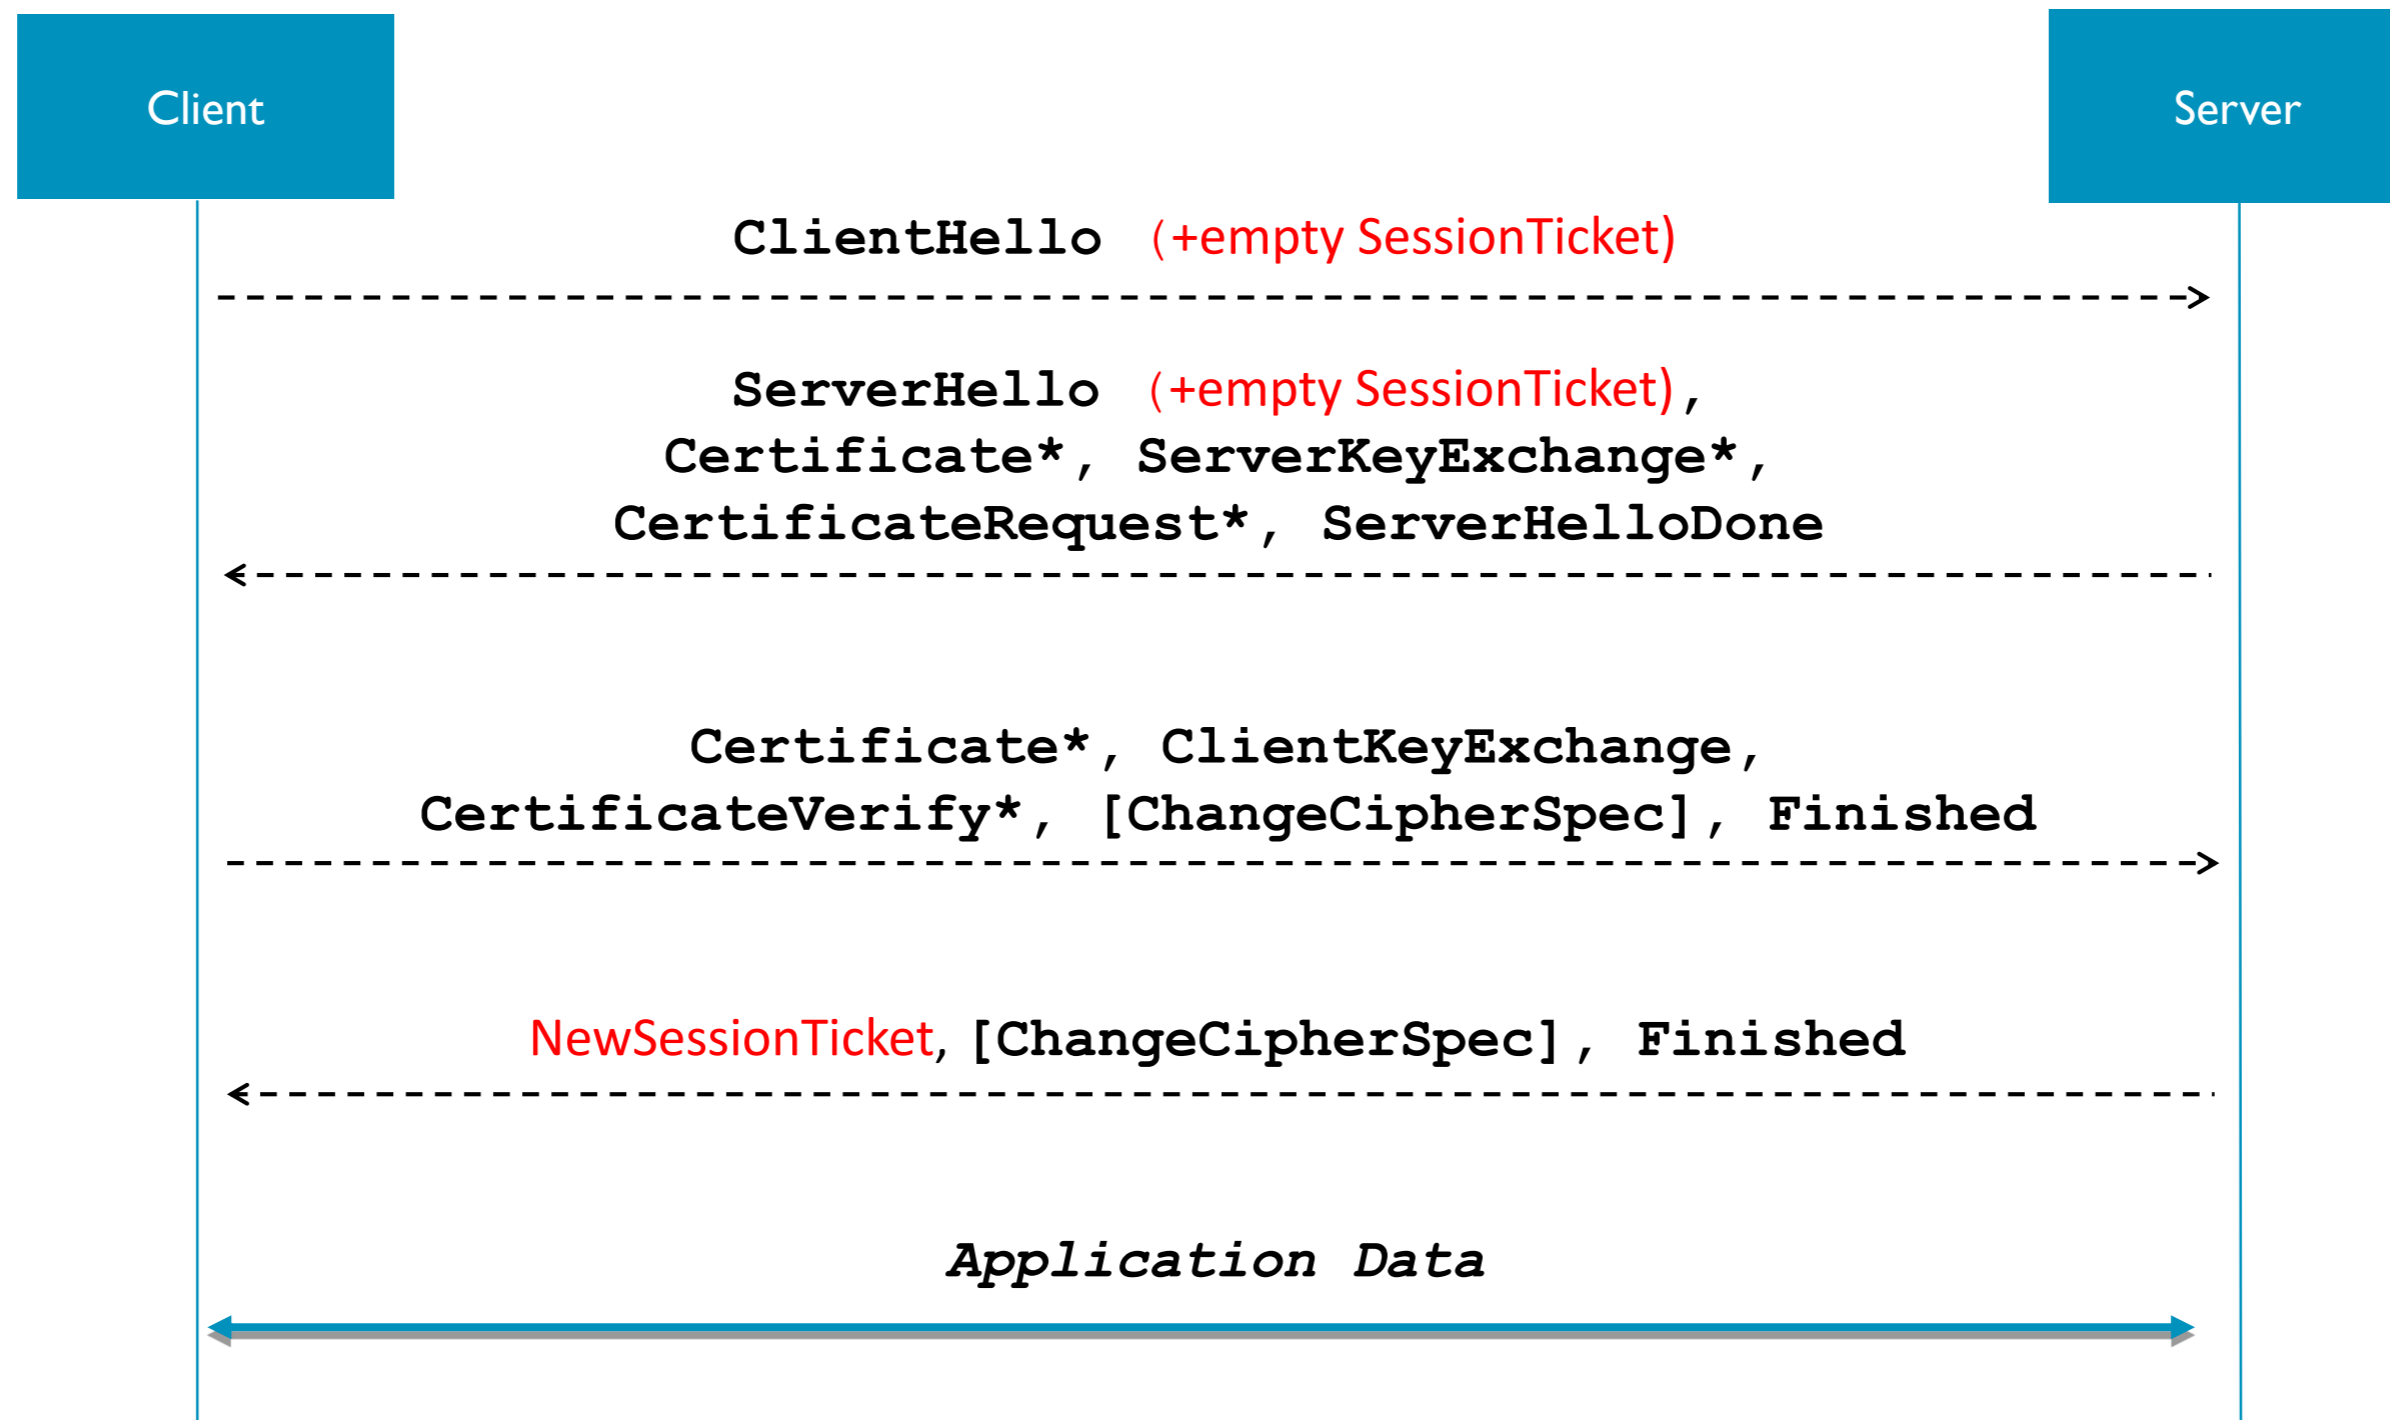 Client
Server
ClientHello (+empty SessionTicket)
ServerHello (+empty SessionTicket),
Certificate*, ServerKeyExchange*,
CertificateRequest*, ServerHelloDone
Certificate*, ClientKeyExchange,
CertificateVerify*, [ChangeCipherSpec], Finished
NewSessionTicket, [ChangeCipherSpec], Finished
Application Data